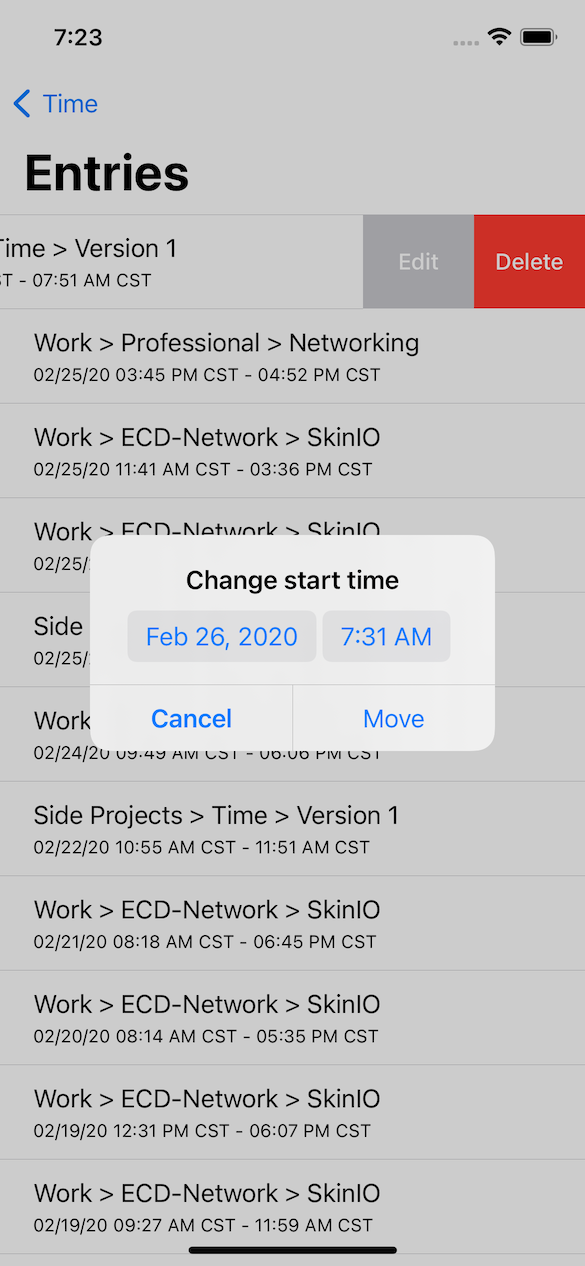 7:23
Time
Entries
Time > Version 1
ST - 07:51 AM CST
Edit
Delete
Work > Professional > Networking
02/25/20 03:45 PM CST - 04:52 PM CST
Work > ECD-Network > SkinIO
02/25/20 11:41 AM CST - 03:36 PM CST
Work > ECD-Network > SkinIO
02/25/
Change start time
Feb 26, 2020
7:31 AM
Cancel
Move
Side
02/25/
Work
02/24/20 09:49 AM CST - 06:06 PM CST
Side Projects > Time > Version 1
02/22/20 10:55 AM CST - 11:51 AM CST
Work > ECD-Network > SkinIO
02/21/20 08:18 AM CST - 06:45 PM CST
Work > ECD-Network > SkinIO
02/20/20 08:14 AM CST - 05:35 PM CST
Work > ECD-Network > SkinIO
02/19/20 12:31 PM CST - 06:07 PM CST
Work > ECD-Network > SkinIO
02/19/20 09:27 AM CST - 11:59 AM CST